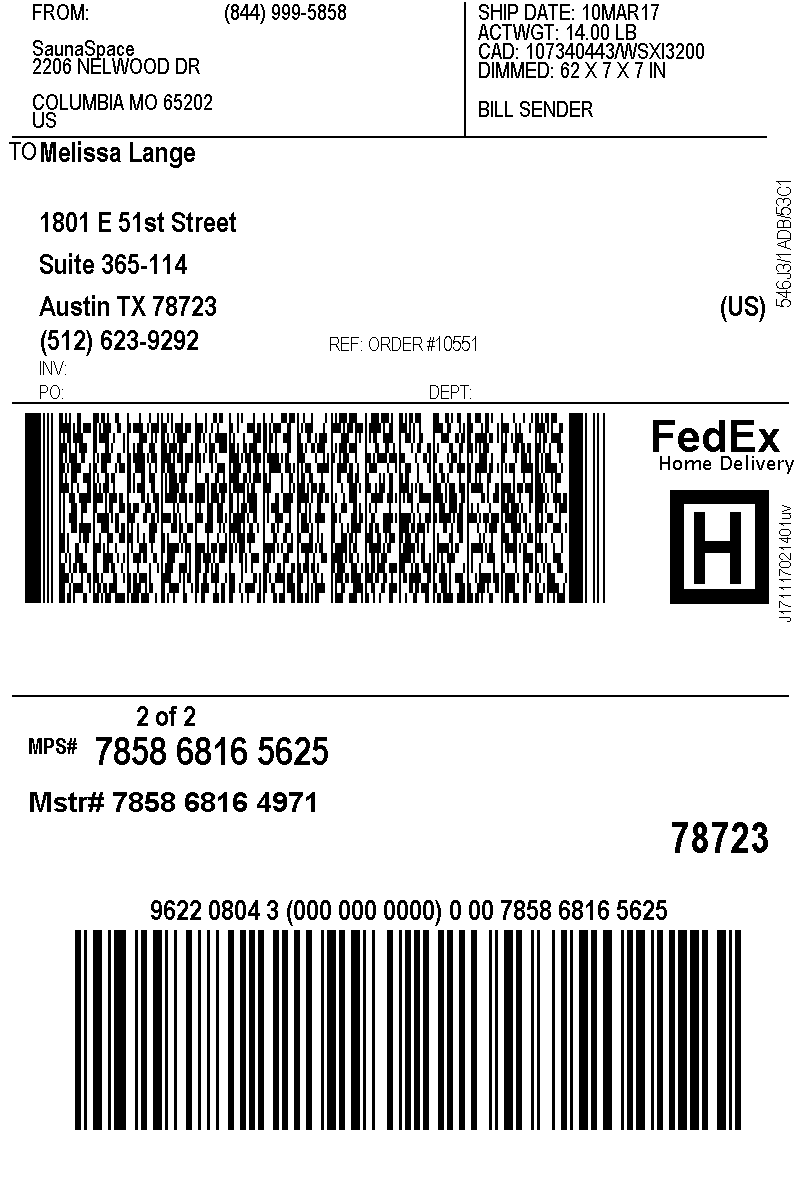 FROM: (844) 999-5858
SaunaSpace
2206 NELWOOD DR
COLUMBIA MO 65202
US
SHIP DATE: 10MAR17
ACTWGT: 14.00 LB
CAD: 107340443/WSXI3200
DIMMED: 62 X 7 X 7 IN
BILL SENDER
TO Melissa Lange
1801 E 51st Street
Suite 365-114
Austin TX 78723 (US)
(512) 623-9292 REF: ORDER #10551
INV:
PO: DEPT:
546J3/1ADB/53C1
FedEx
Home Delivery
H
J171117021401uv
2 of 2
MPS# 7858 6816 5625
Mstr# 7858 6816 4971
78723
9622 0804 3 (000 000 0000) 0 00 7858 6816 5625